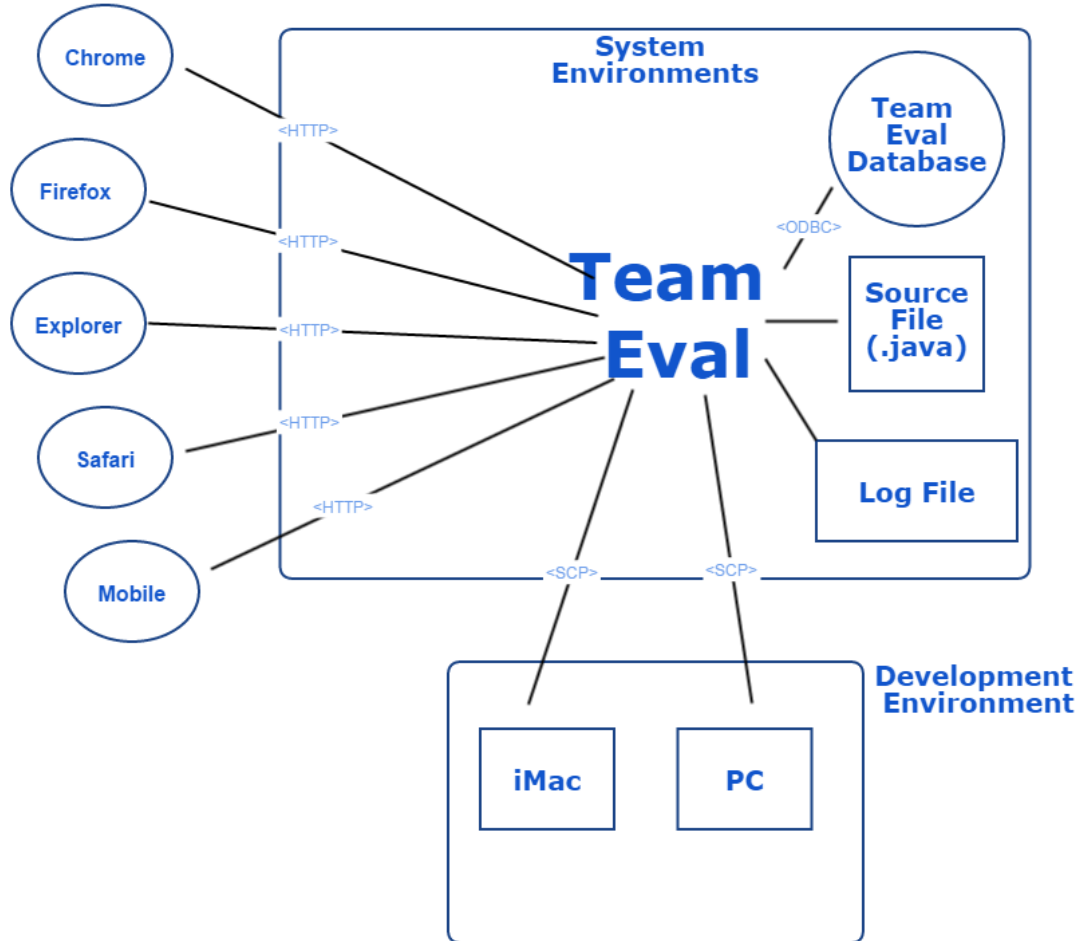 Chrome
Firefox
Explorer
Safari
Mobile
<HTTP>
<HTTP>
<HTTP>
<HTTP>
<HTTP>
System
Environments
Team
Eval
Team
Eval
Database
<ODBC>
Source
File
(.java)
Log File
<SCP>
<SCP>
Development
Environment
iMac
PC